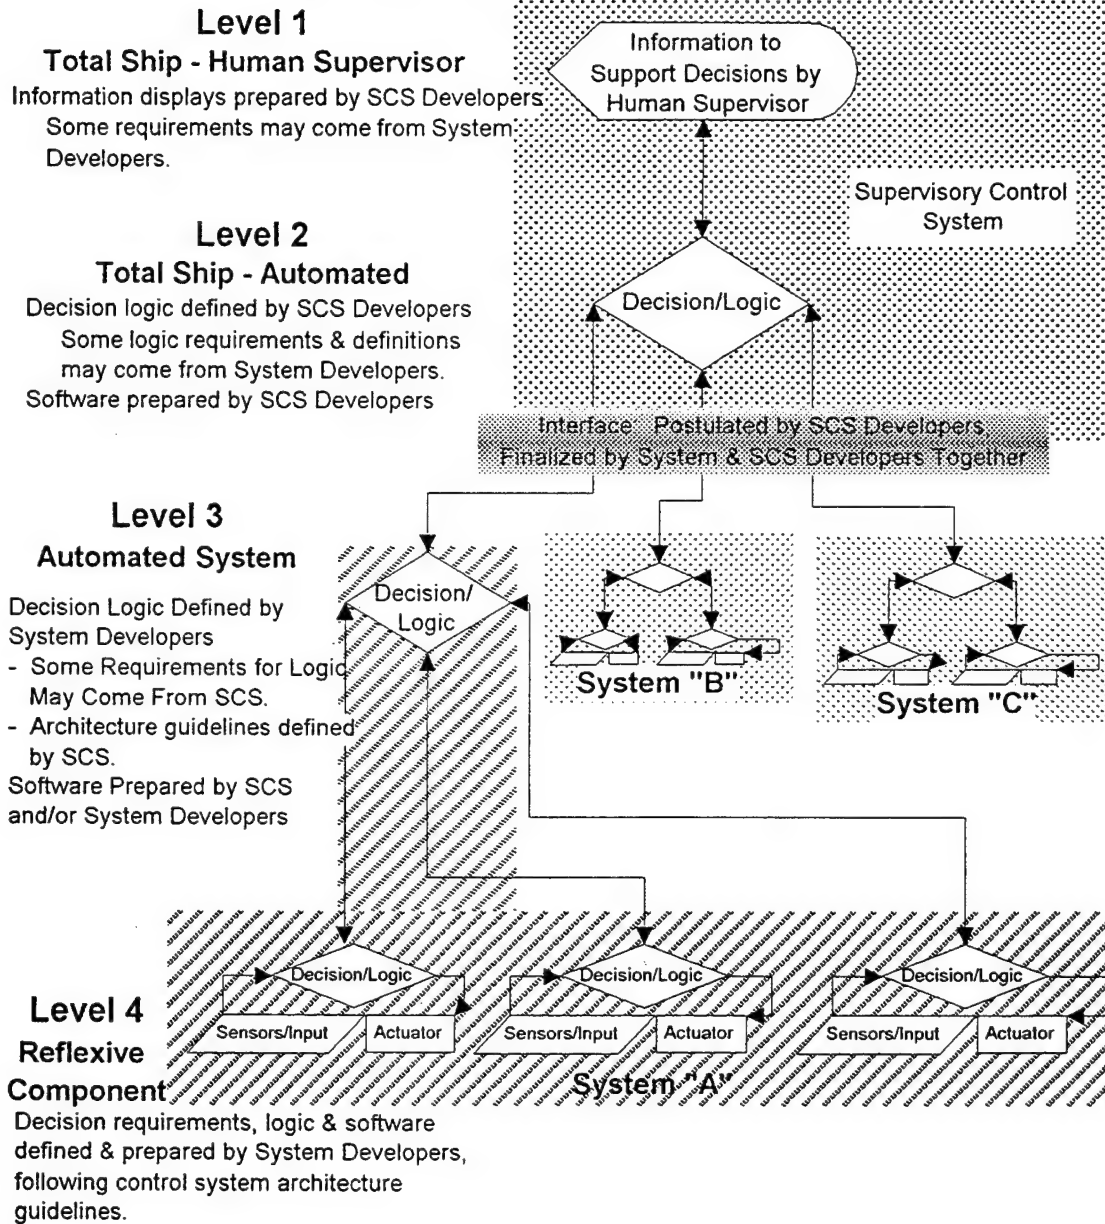 Level 1
Total Ship - Human Supervisor
Information displays prepared by SCS Developers
Some requirements may come from System
Developers.
Information to
Support Decisions by
Human Supervisor
Supervisory Control
System
Level 2
Total Ship - Automated
Decision logic defined by SCS Developers
Some logic requirements & definitions
may come from System Developers.
Software prepared by SCS Developers
Decision/Logic
Interface: Postulated by SCS Developers,
Finalized by System & SCS Developers Together
Level 3
Automated System
Decision Logic Defined by
System Developers
- Some Requirements for Logic
May Come From SCS.
- Architecture guidelines defined
by SCS.
Software Prepared by SCS
and/or System Developers
Decision/
Logic
System "B"
System "C"
Level 4
Reflexive
Component
Decision requirements, logic & software
defined & prepared by System Developers,
following control system architecture
guidelines.
Decision/Logic
Sensors/Input
Actuator
Decision/Logic
Sensors/Input
Actuator
Decision/Logic
Sensors/Input
Actuator
System "A"